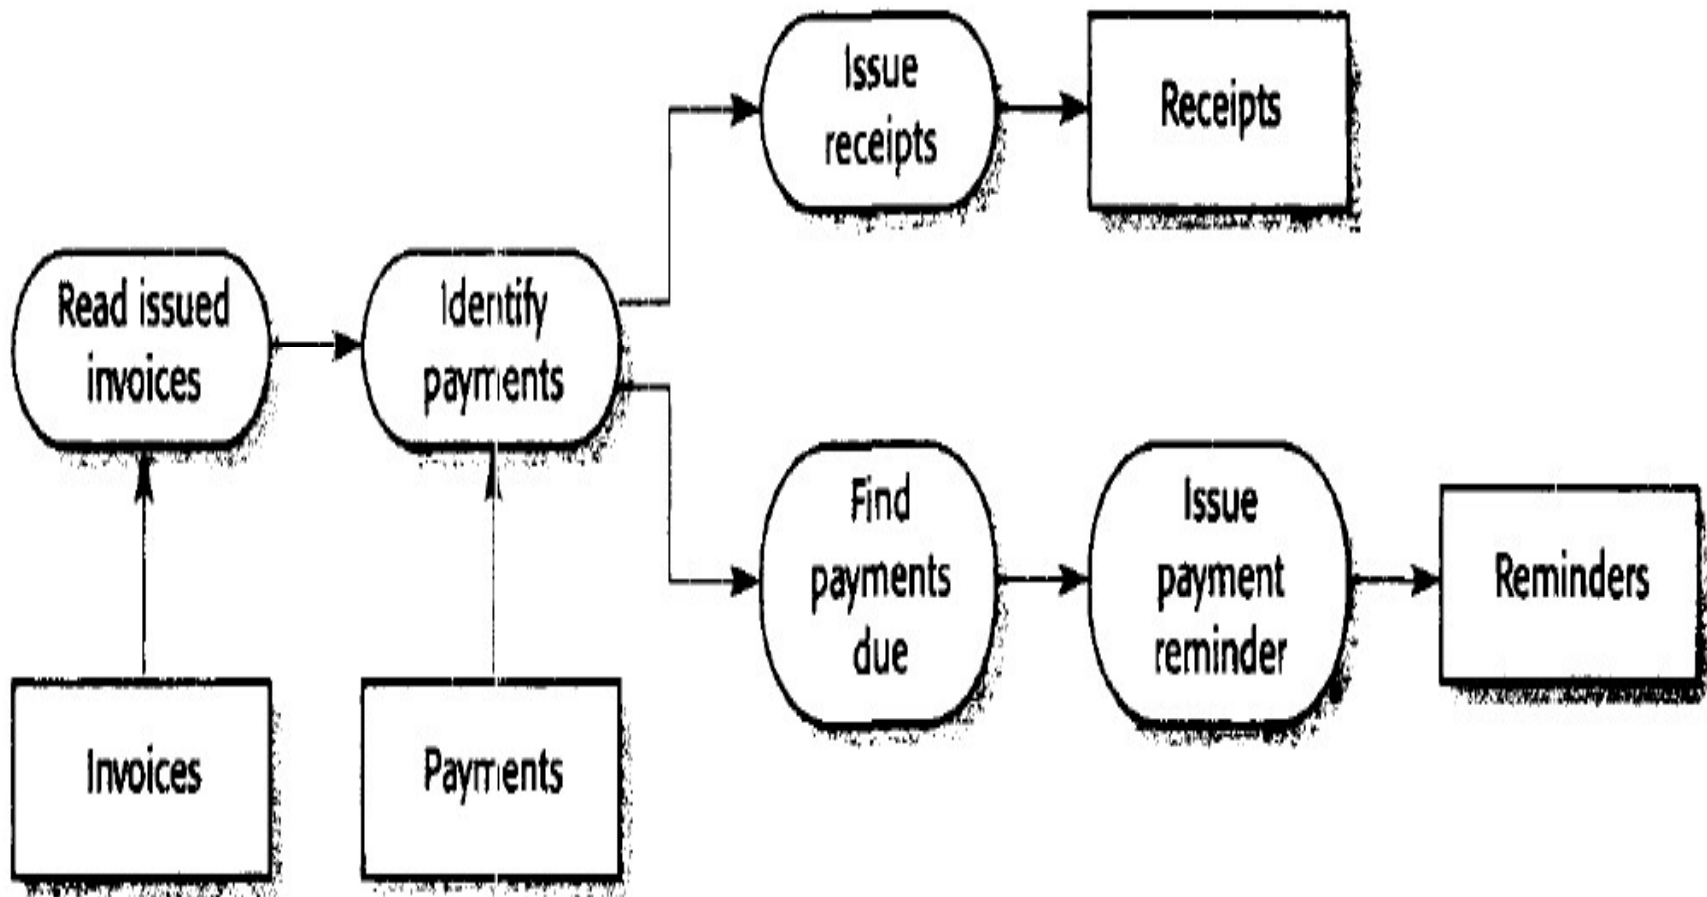 Issue
receipts
Receipts
Read issued
invoices
Identify
payments
Find
payments
due
Issue
payment
reminder
Reminders
Invoices
Payments